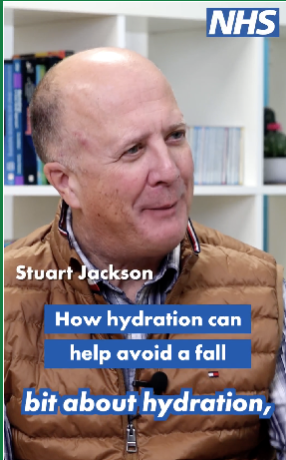 NHS
Stuart Jackson
How hydration can
help avoid a fall
bit about hydration,